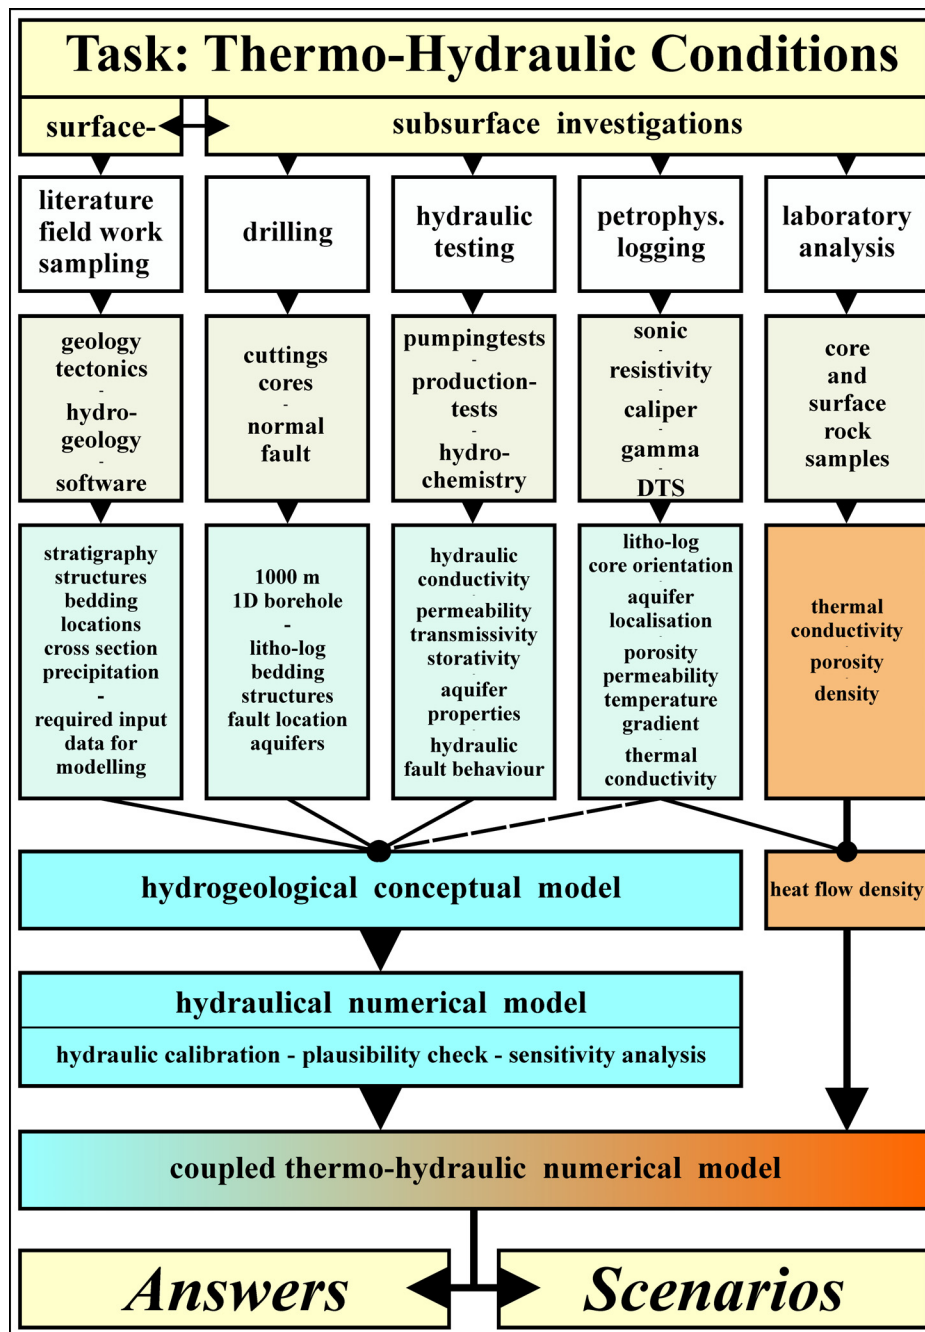 Task: Thermo-Hydraulic Conditions
surface-
subsurface investigations
literature
field work
sampling
drilling
hydraulic
testing
petrophys.
logging
laboratory
analysis
geology
tectonics
-
hydro-
geology
-
software
cuttings
cores
-
normal
fault
pumpingtests
-
production-
tests
-
hydro-
chemistry
sonic
-
resistivity
-
caliper
-
gamma
-
DTS
core
and
surface
rock
samples
stratigraphy
structures
bedding
locations
cross section
precipitation
-
required input
data for
modelling
1000 m
1D borehole
-
litho-log
bedding
structures
fault location
aquifers
hydraulic
conductivity
-
permeability
transmissivity
storativity
-
aquifer
properties
-
hydraulic
fault behaviour
litho-log
core orientation
-
aquifer
localisation
-
porosity
permeability
temperature
gradient
-
thermal
conductivity
thermal
conductivity
-
porosity
-
density
hydrogeological conceptual model
heat flow density
hydraulical numerical model
hydraulic calibration - plausibility check - sensitivity analysis
coupled thermo-hydraulic numerical model
Answers
Scenarios